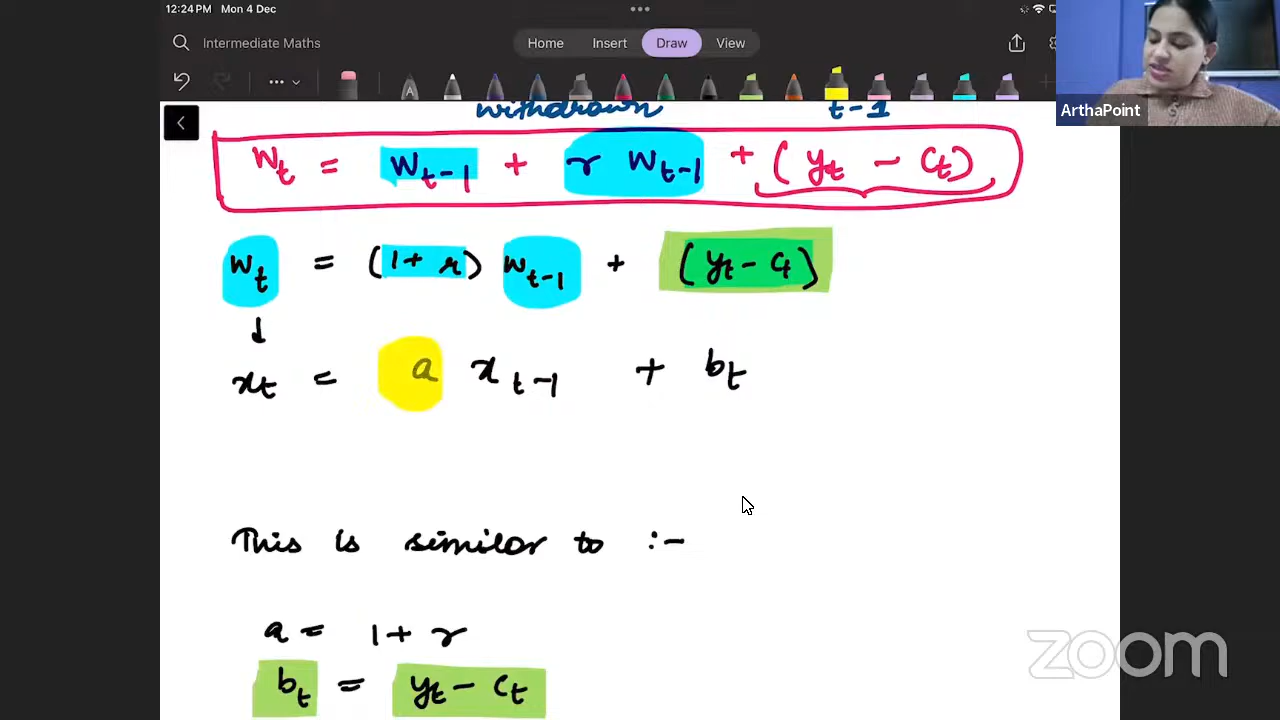 12:24 PM Mon 4 Dec
Intermediate Maths Home Insert Draw View
ArthaPoint
withdrawn t-1
Wt = Wt-1 + r Wt-1 + (yt - Ct)
Wt = (1 + r) Wt-1 + (yt - Ct)
xt = a xt-1 + bt
This is similar to :-
a = 1 + r
bt = yt - Ct
zoom